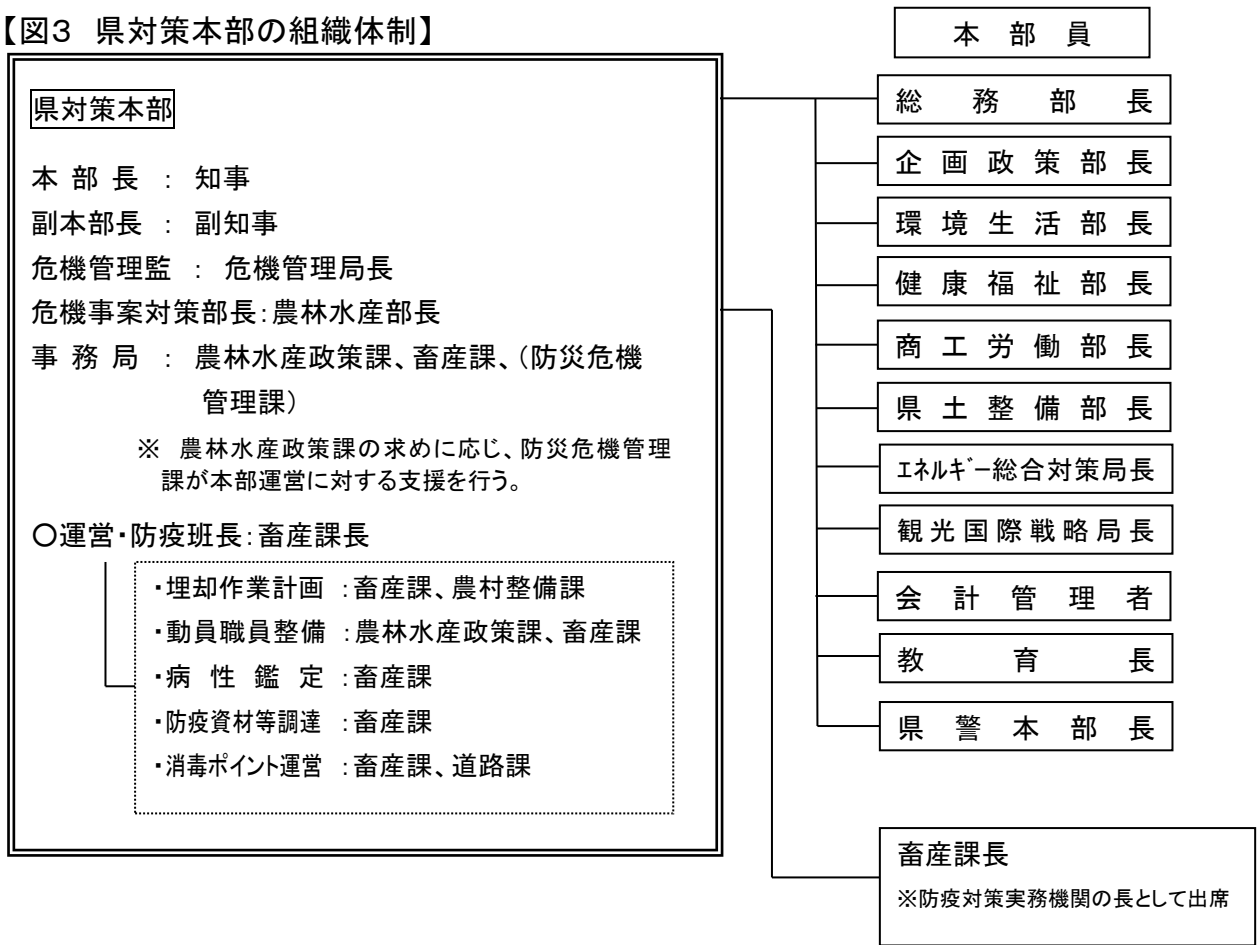 【図3 県対策本部の組織体制】
県対策本部
本 部 長 : 知事
副本部長 : 副知事
危機管理監 : 危機管理局長
危機事案対策部長:農林水産部長
事 務 局 : 農林水産政策課、畜産課、(防災危機
管理課)
※ 農林水産政策課の求めに応じ、防災危機管理
課が本部運営に対する支援を行う。
○運営・防疫班長:畜産課長
・埋却作業計画 :畜産課、農村整備課
・動員職員整備 :農林水産政策課、畜産課
・病 性 鑑 定 :畜産課
・防疫資材等調達 :畜産課
・消毒ポイント運営 :畜産課、道路課
本 部 員
総 務 部 長
企 画 政 策 部 長
環 境 生 活 部 長
健 康 福 祉 部 長
商 工 労 働 部 長
県 土 整 備 部 長
エネルギー総合対策局長
観光国際戦略局長
会 計 管 理 者
教 育 長
県 警 本 部 長
畜産課長
※防疫対策実務機関の長として出席